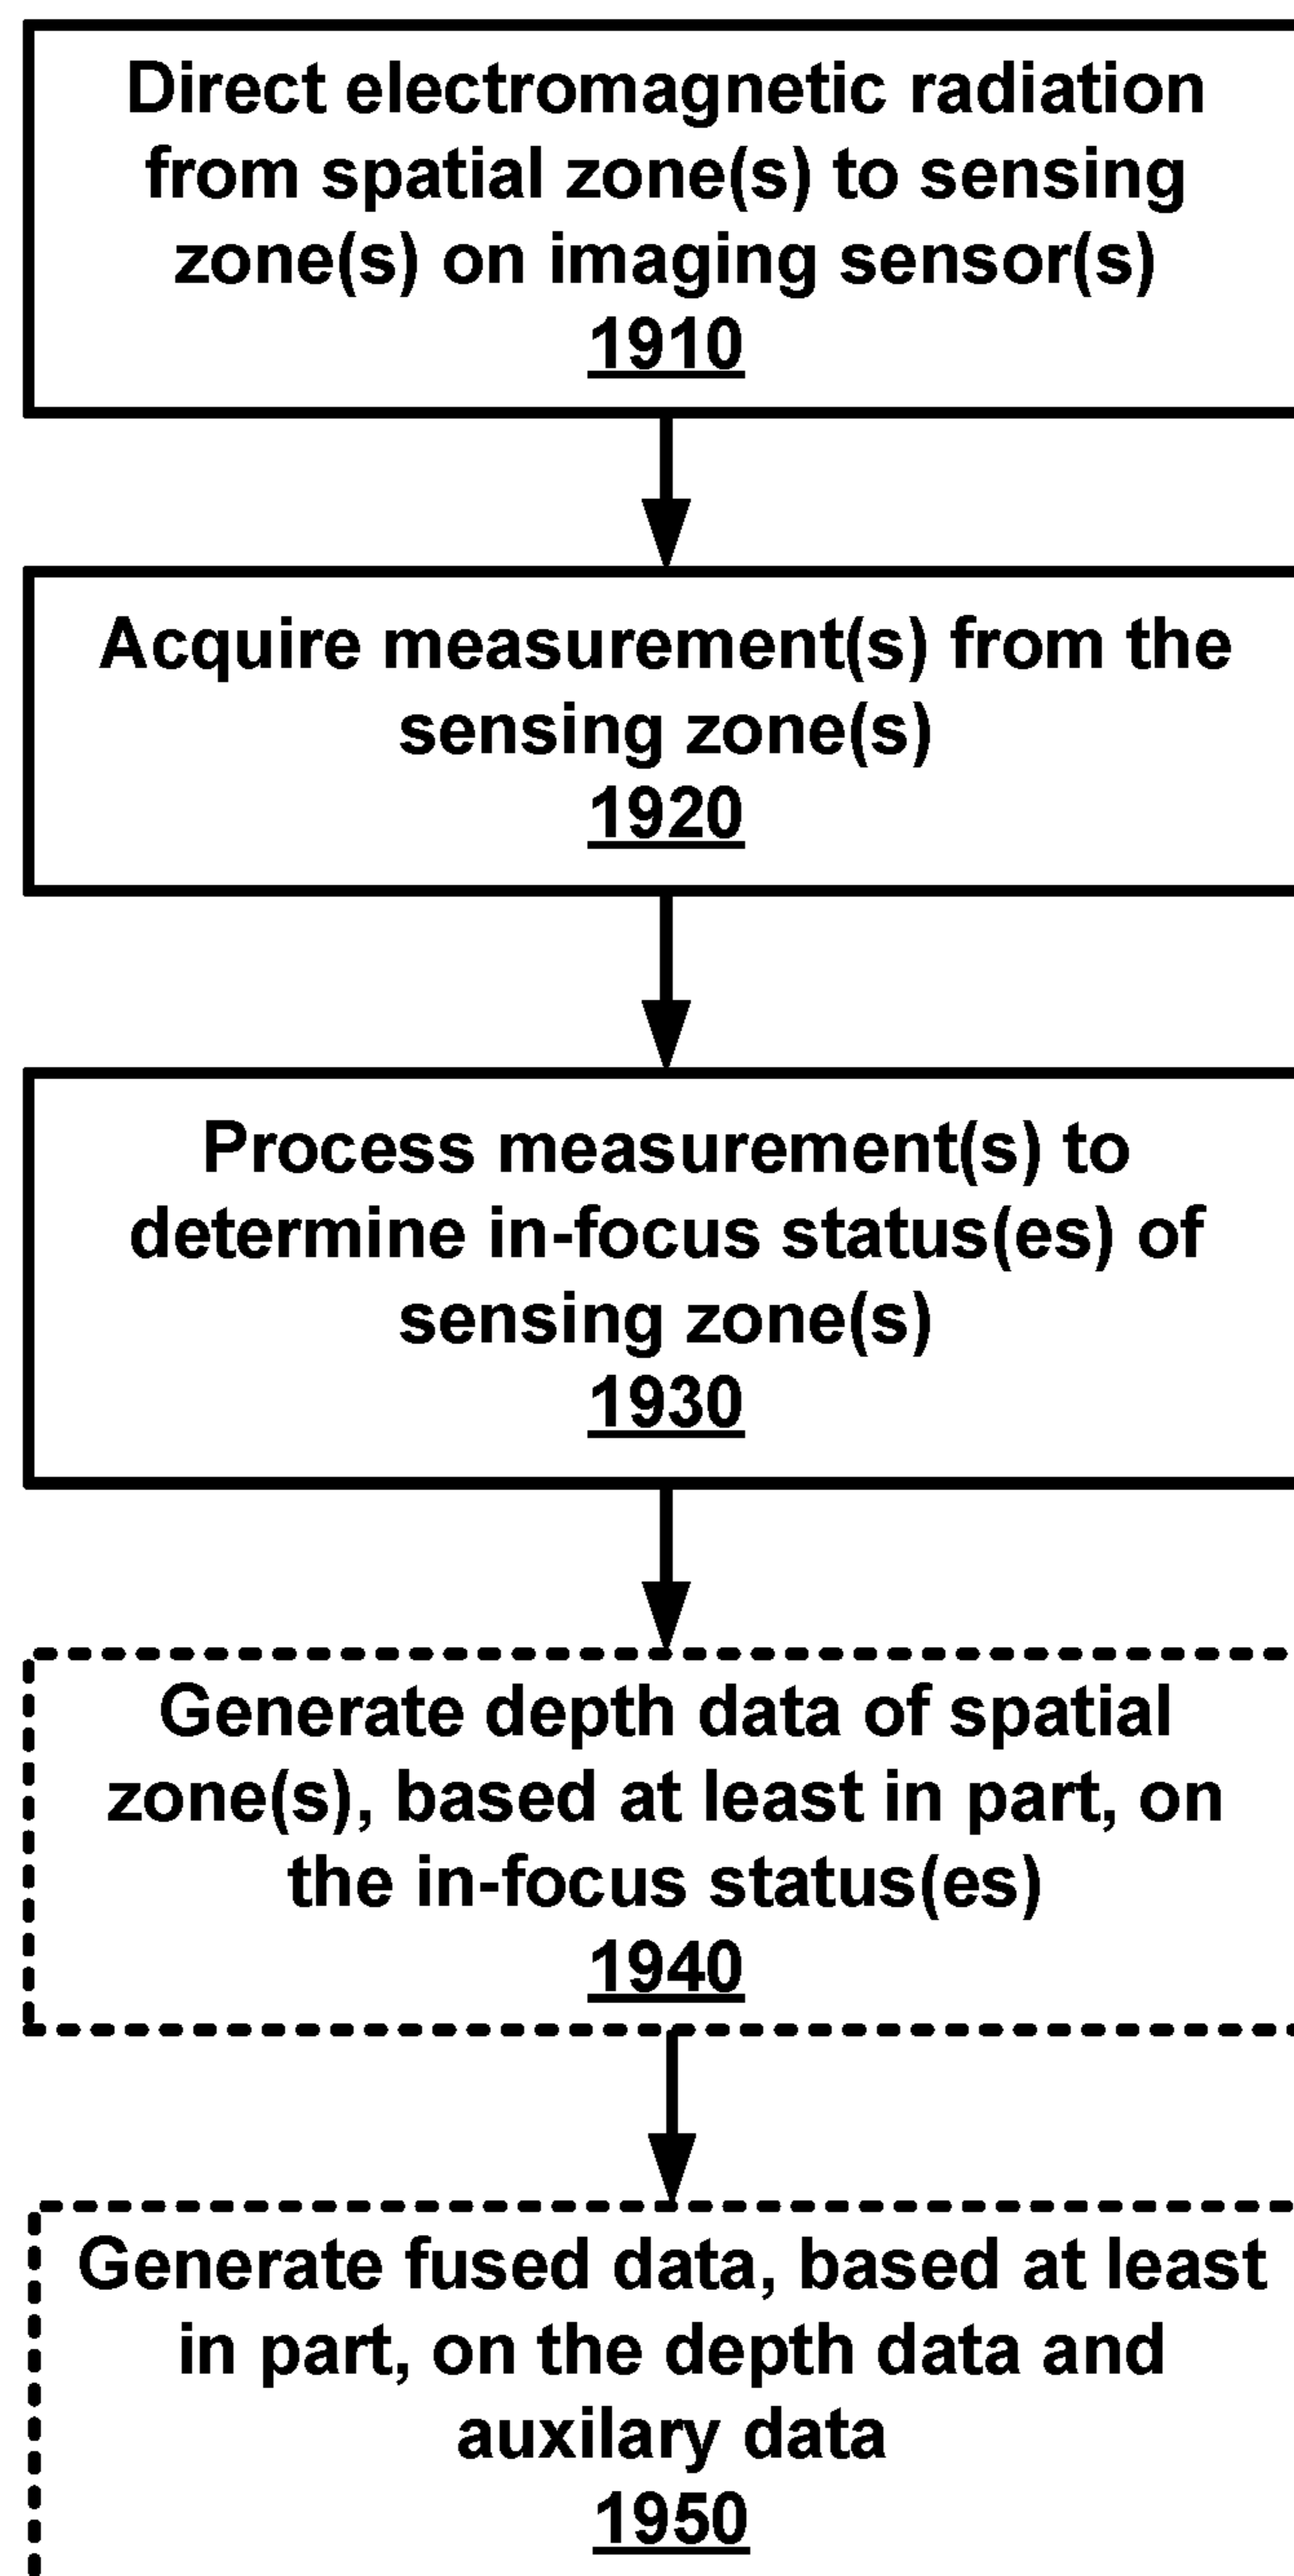 Direct electromagnetic radiation
from spatial zone(s) to sensing
zone(s) on imaging sensor(s)
1910
Acquire measurement(s) from the
sensing zone(s)
1920
Process measurement(s) to
determine in-focus status(es) of
sensing zone(s)
1930
Generate depth data of spatial
zone(s), based at least in part, on
the in-focus status(es)
1940
Generate fused data, based at least
in part, on the depth data and
auxilary data
1950